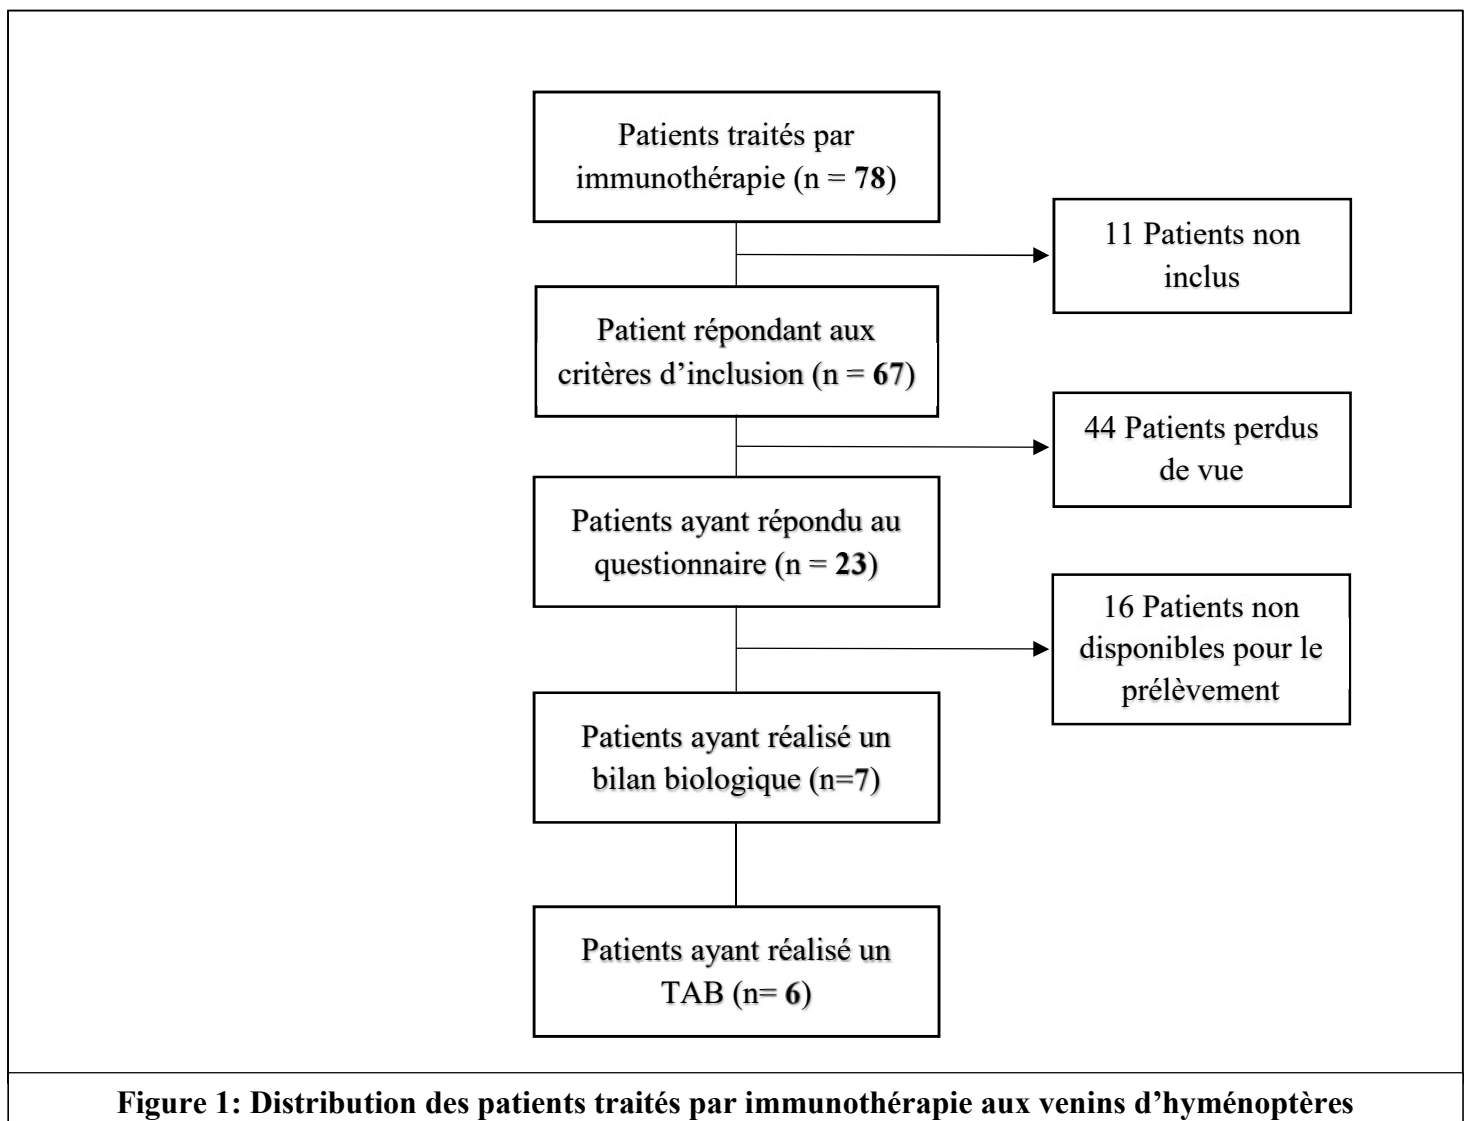 Patients traités par
immunothérapie (n = 78)
11 Patients non
inclus
Patient répondant aux
critères d’inclusion (n = 67)
44 Patients perdus
de vue
Patients ayant répondu au
questionnaire (n = 23)
16 Patients non
disponibles pour le
prélèvement
Patients ayant réalisé un
bilan biologique (n=7)
Patients ayant réalisé un
TAB (n= 6)
Figure 1: Distribution des patients traités par immunothérapie aux venins d’hyménoptères